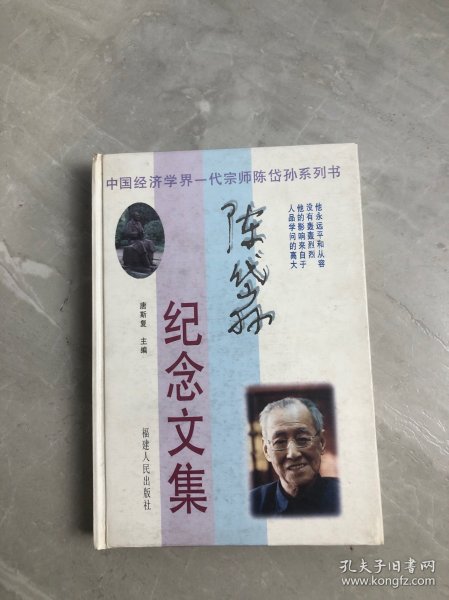 中国经济学界一代宗师陈岱孙系列书
他永远平和从容
没有轰轰烈烈
他的影响来自于
人品学问的高大
陈岱孙
纪念文集
唐斯复 主编
福建人民出版社
孔夫子旧书网
www.kongfz.com